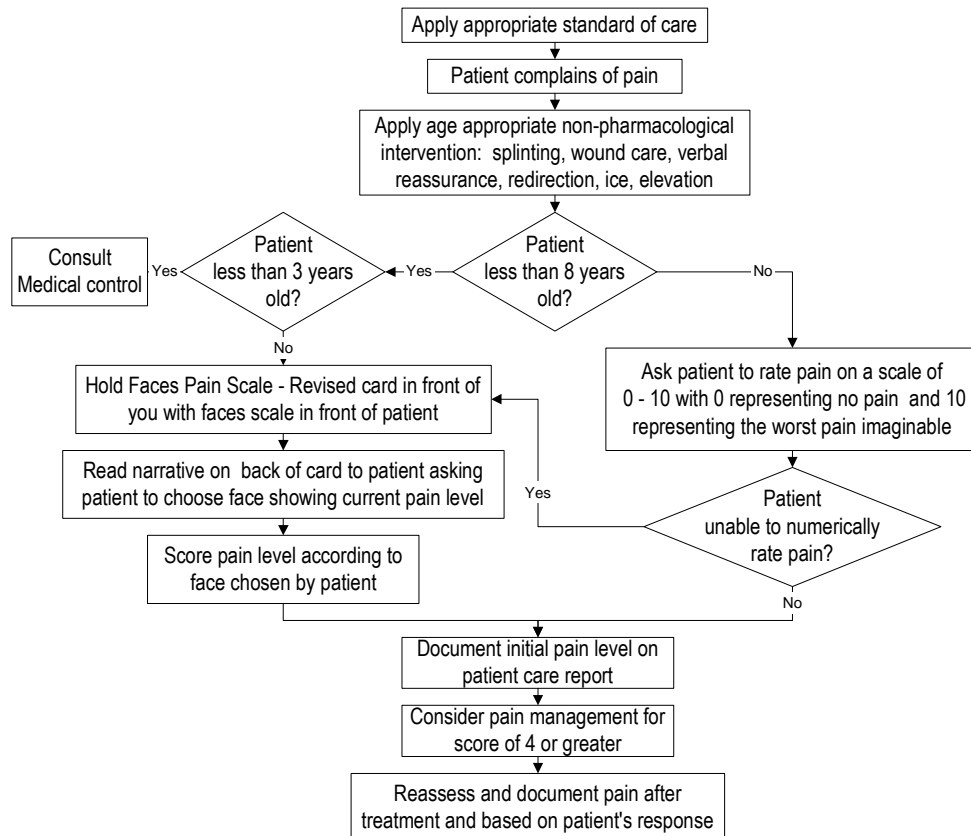 Apply appropriate standard of care
Patient complains of pain
Apply age appropriate non-pharmacological
intervention:  splinting, wound care, verbal
reassurance, redirection, ice, elevation
Patient
less than 8 years
old?
Yes
No
Patient
less than 3 years
old?
Yes
Consult
Medical control
No
Hold Faces Pain Scale - Revised card in front of
you with faces scale in front of patient
Read narrative on  back of card to patient asking
patient to choose face showing current pain level
Score pain level according to
face chosen by patient
Ask patient to rate pain on a scale of
0 - 10 with 0 representing no pain  and 10
representing the worst pain imaginable
Patient
unable to numerically
rate pain?
Yes
No
Document initial pain level on
patient care report
Consider pain management for
score of 4 or greater
Reassess and document pain after
treatment and based on patient's response